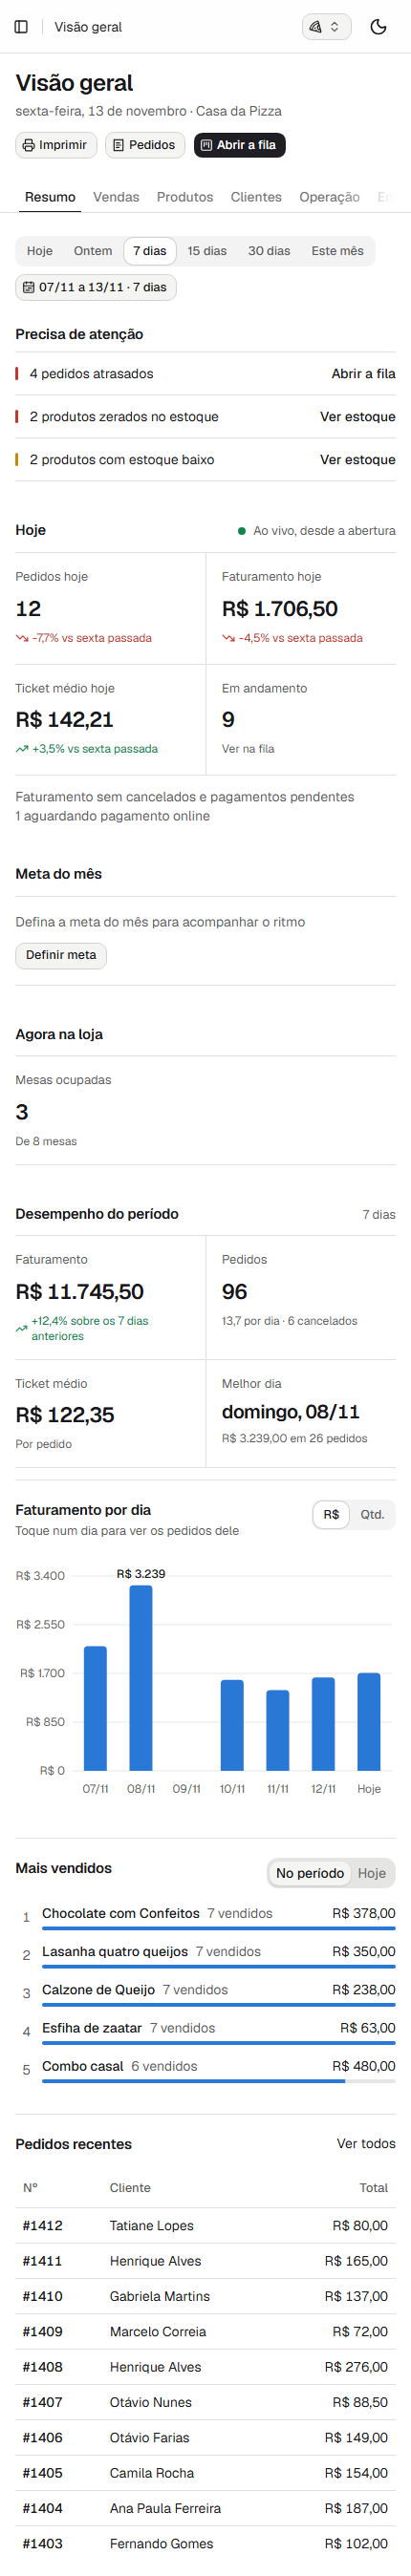 Visão geral
Visão geral
sexta-feira, 13 de novembro · Casa da Pizza
Imprimir
Pedidos
Abrir a fila
Resumo
Vendas
Produtos
Clientes
Operação
Hoje
Ontem
7 dias
15 dias
30 dias
Este mês
07/11 a 13/11 · 7 dias
Precisa de atenção
4 pedidos atrasados
Abrir a fila
2 produtos zerados no estoque
Ver estoque
2 produtos com estoque baixo
Ver estoque
Hoje
Ao vivo, desde a abertura
Pedidos hoje
12
-7,7% vs sexta passada
Faturamento hoje
R$ 1.706,50
-4,5% vs sexta passada
Ticket médio hoje
R$ 142,21
+3,5% vs sexta passada
Em andamento
9
Ver na fila
Faturamento sem cancelados e pagamentos pendentes
1 aguardando pagamento online
Meta do mês
Defina a meta do mês para acompanhar o ritmo
Definir meta
Agora na loja
Mesas ocupadas
3
De 8 mesas
Desempenho do período
7 dias
Faturamento
R$ 11.745,50
+12,4% sobre os 7 dias
anteriores
Pedidos
96
13,7 por dia · 6 cancelados
Ticket médio
R$ 122,35
Por pedido
Melhor dia
domingo, 08/11
R$ 3.239,00 em 26 pedidos
Faturamento por dia
Toque num dia para ver os pedidos dele
R$
Qtd.
R$ 3.400
R$ 3.239
R$ 2.550
R$ 1.700
R$ 850
R$ 0
07/11
08/11
09/11
10/11
11/11
12/11
Hoje
Mais vendidos
No período
Hoje
1
Chocolate com Confeitos 7 vendidos
R$ 378,00
2
Lasanha quatro queijos 7 vendidos
R$ 350,00
3
Calzone de Queijo 7 vendidos
R$ 238,00
4
Esfiha de zaatar 7 vendidos
R$ 63,00
5
Combo casal 6 vendidos
R$ 480,00
Pedidos recentes
Ver todos
N°
Cliente
Total
#1412
Tatiane Lopes
R$ 80,00
#1411
Henrique Alves
R$ 165,00
#1410
Gabriela Martins
R$ 137,00
#1409
Marcelo Correia
R$ 72,00
#1408
Henrique Alves
R$ 276,00
#1407
Otávio Nunes
R$ 88,50
#1406
Otávio Farias
R$ 149,00
#1405
Camila Rocha
R$ 154,00
#1404
Ana Paula Ferreira
R$ 187,00
#1403
Fernando Gomes
R$ 102,00